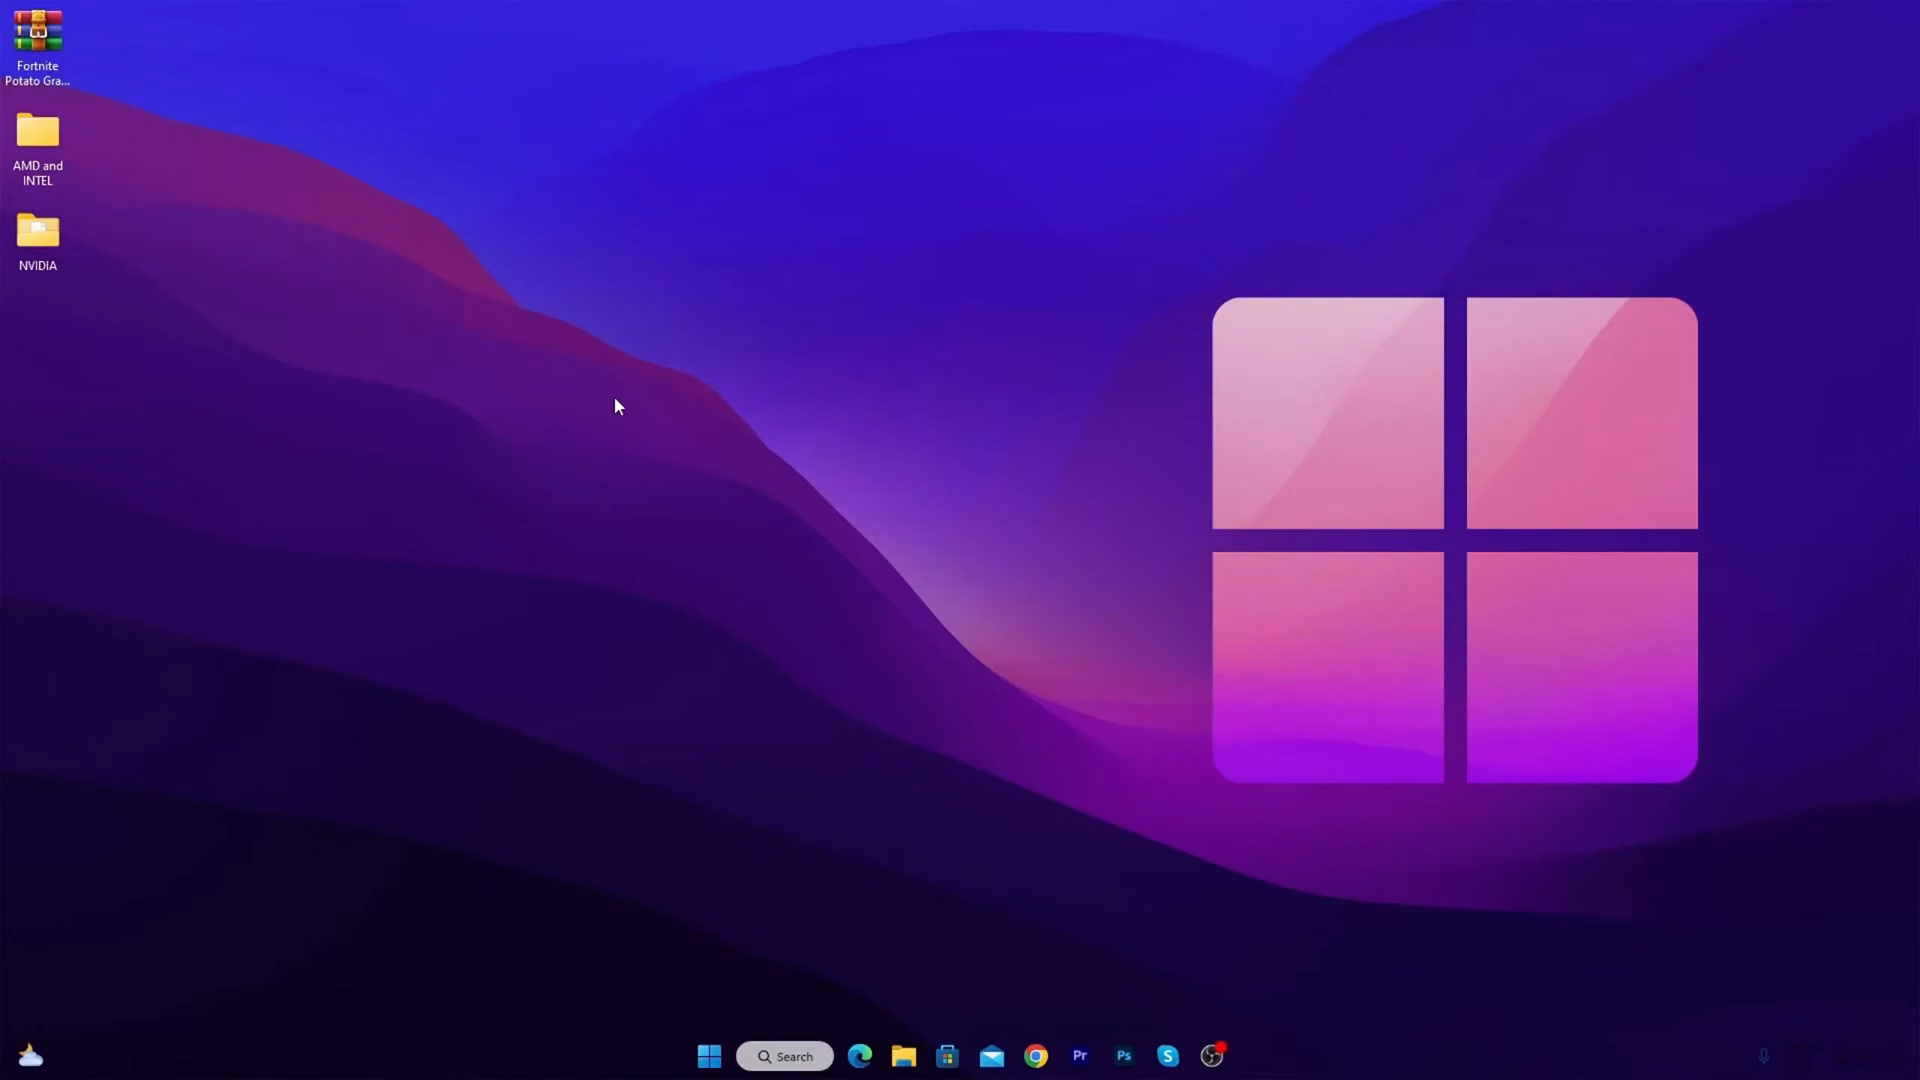 Fortnite
Potato Gra...
AMD and
INTEL
NVIDIA
Search
Pr
Ps
S